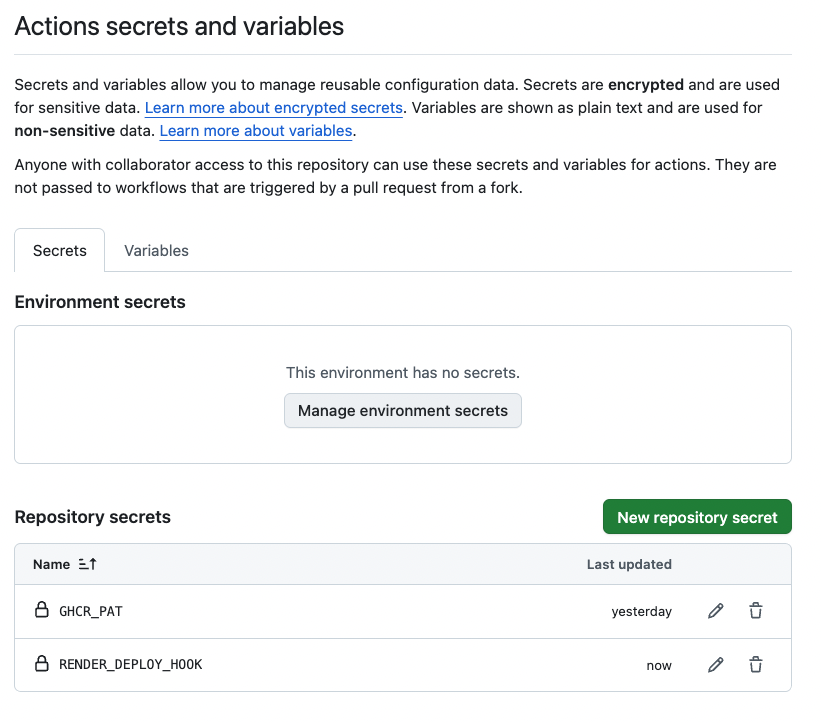 Actions secrets and variables
Secrets and variables allow you to manage reusable configuration data. Secrets are encrypted and are used
for sensitive data. Learn more about encrypted secrets. Variables are shown as plain text and are used for
non-sensitive data. Learn more about variables.
Anyone with collaborator access to this repository can use these secrets and variables for actions. They are
not passed to workflows that are triggered by a pull request from a fork.
Secrets Variables
Environment secrets
This environment has no secrets.
Manage environment secrets
Repository secrets New repository secret
Name Last updated
GHCR_PAT yesterday
RENDER_DEPLOY_HOOK now